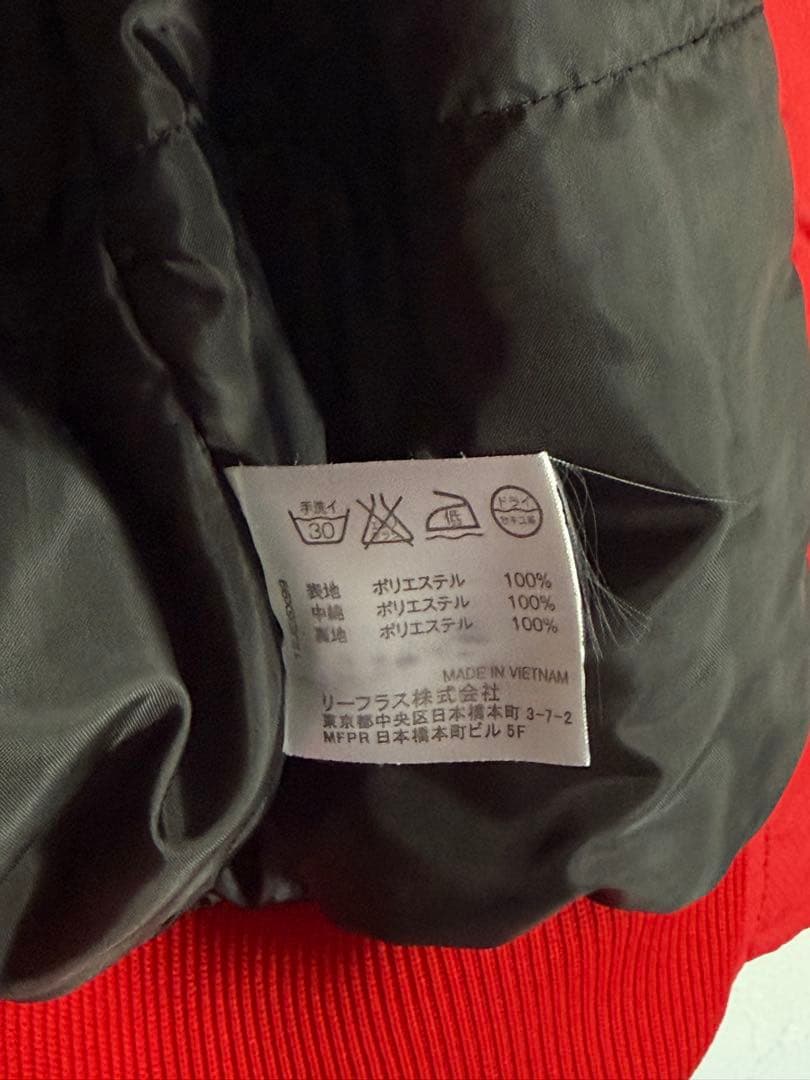 手洗イ 30 低 ドライ セキユ系
表地 ポリエステル 100%
中綿 ポリエステル 100%
裏地 ポリエステル 100%
MADE IN VIETNAM
リーフラス株式会社
東京都中央区日本橋本町 3-7-2
MFPR 日本橋本町ビル 5F